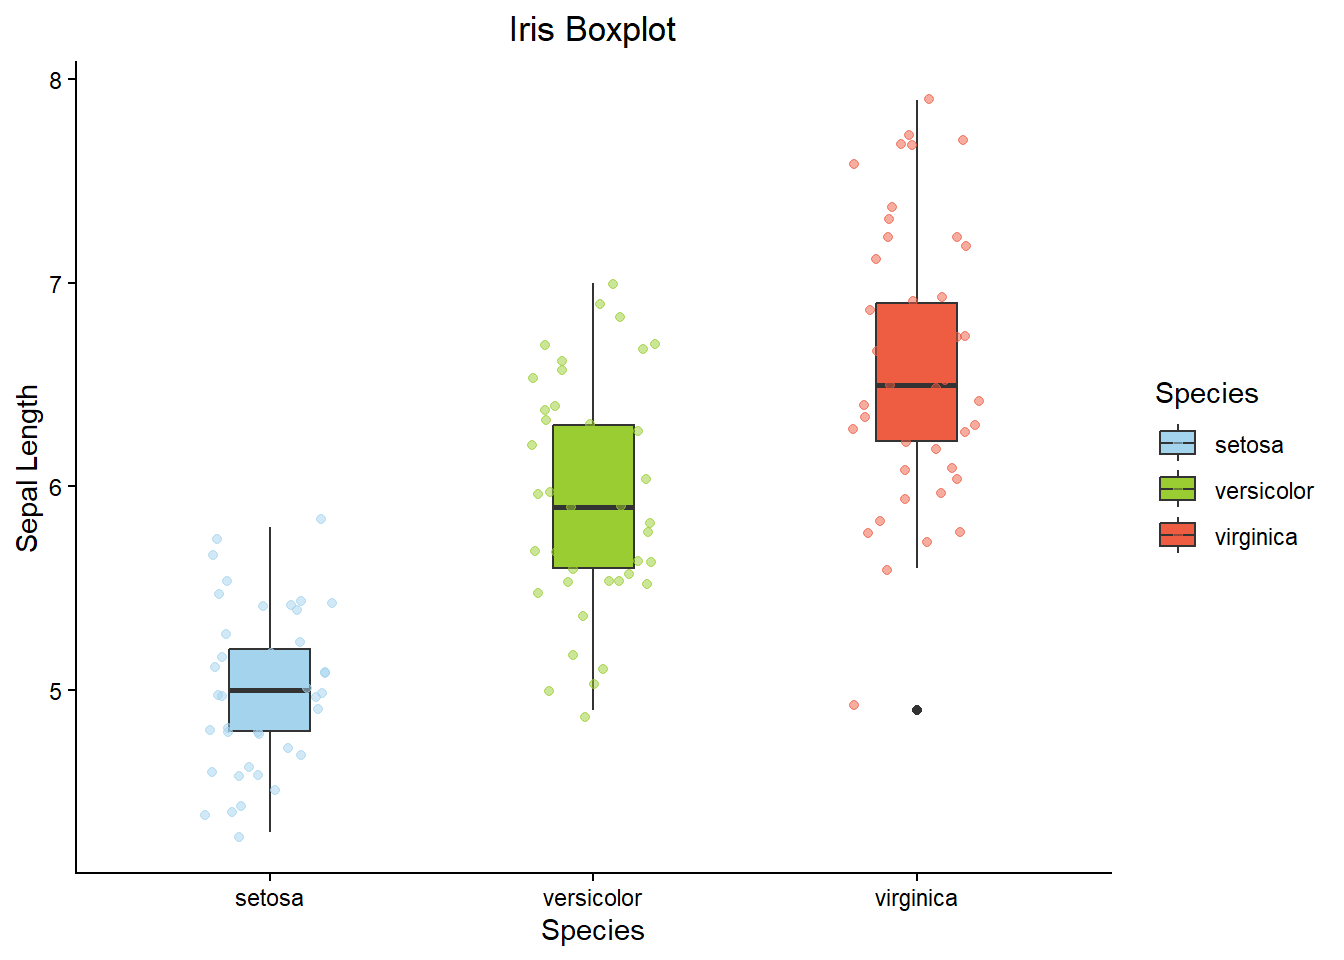 Iris Boxplot
8
7
6
5
Sepal Length
setosa
versicolor
virginica
Species
Species
setosa
versicolor
virginica